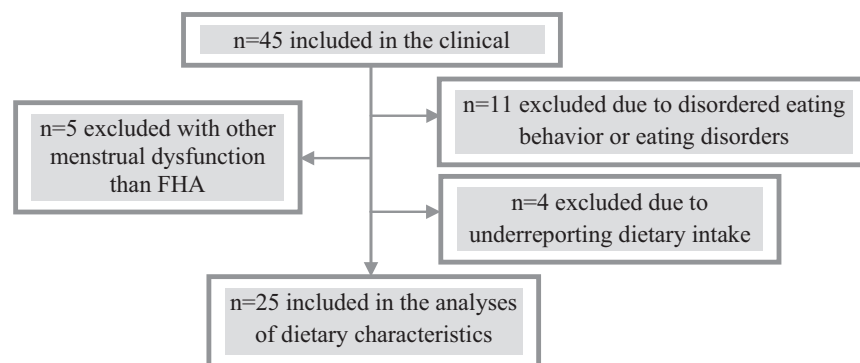 n=45 included in the clinical
n=11 excluded due to disordered eating
behavior or eating disorders
n=5 excluded with other
menstrual dysfunction
than FHA
n=4 excluded due to
underreporting dietary intake
n=25 included in the analyses
of dietary characteristics